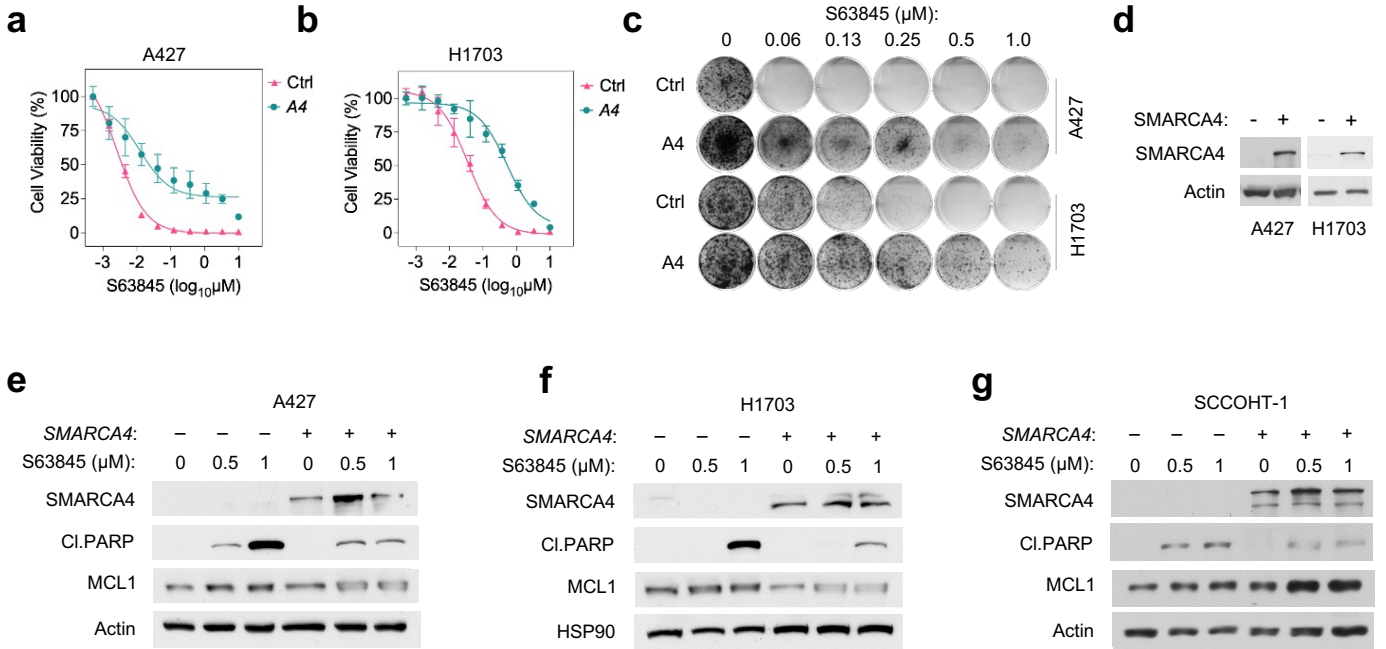 a
A427
Cell Viability (%)
100
75
50
25
0
-3 -2 -1 0 1
S63845 (log10µM)
Ctrl
A4
b
H1703
Cell Viability (%)
100
75
50
25
0
-3 -2 -1 0 1
S63845 (log10µM)
Ctrl
A4
c
S63845 (µM):
0 0.06 0.13 0.25 0.5 1.0
Ctrl
A4
A427
Ctrl
A4
H1703
d
SMARCA4: - + - +
SMARCA4
Actin
A427 H1703
e
A427
SMARCA4: – – – + + +
S63845 (µM): 0 0.5 1 0 0.5 1
SMARCA4
Cl.PARP
MCL1
Actin
f
H1703
SMARCA4: – – – + + +
S63845 (µM): 0 0.5 1 0 0.5 1
SMARCA4
Cl.PARP
MCL1
HSP90
g
SCCOHT-1
SMARCA4: – – – + + +
S63845 (µM): 0 0.5 1 0 0.5 1
SMARCA4
Cl.PARP
MCL1
Actin